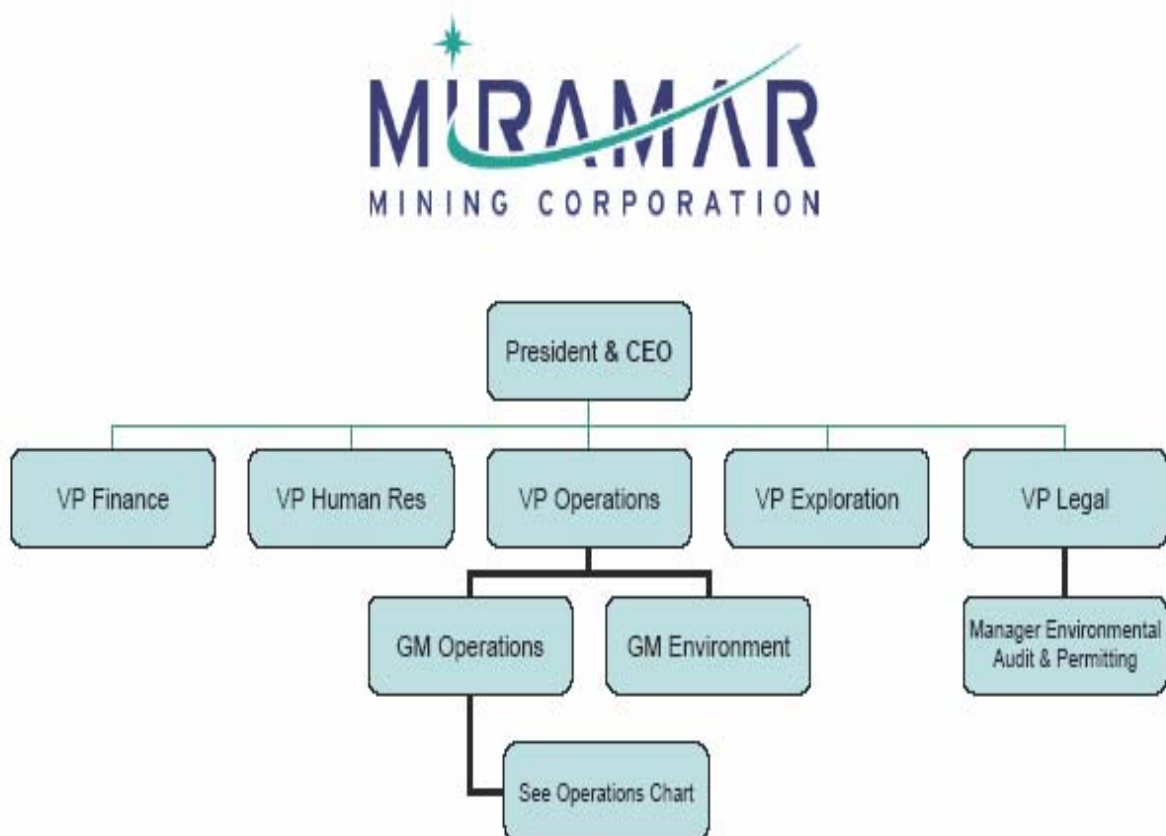 MIRAMAR
MINING CORPORATION
President & CEO
VP Finance
VP Human Res
VP Operations
VP Exploration
VP Legal
GM Operations
GM Environment
Manager Environmental
Audit & Permitting
See Operations Chart